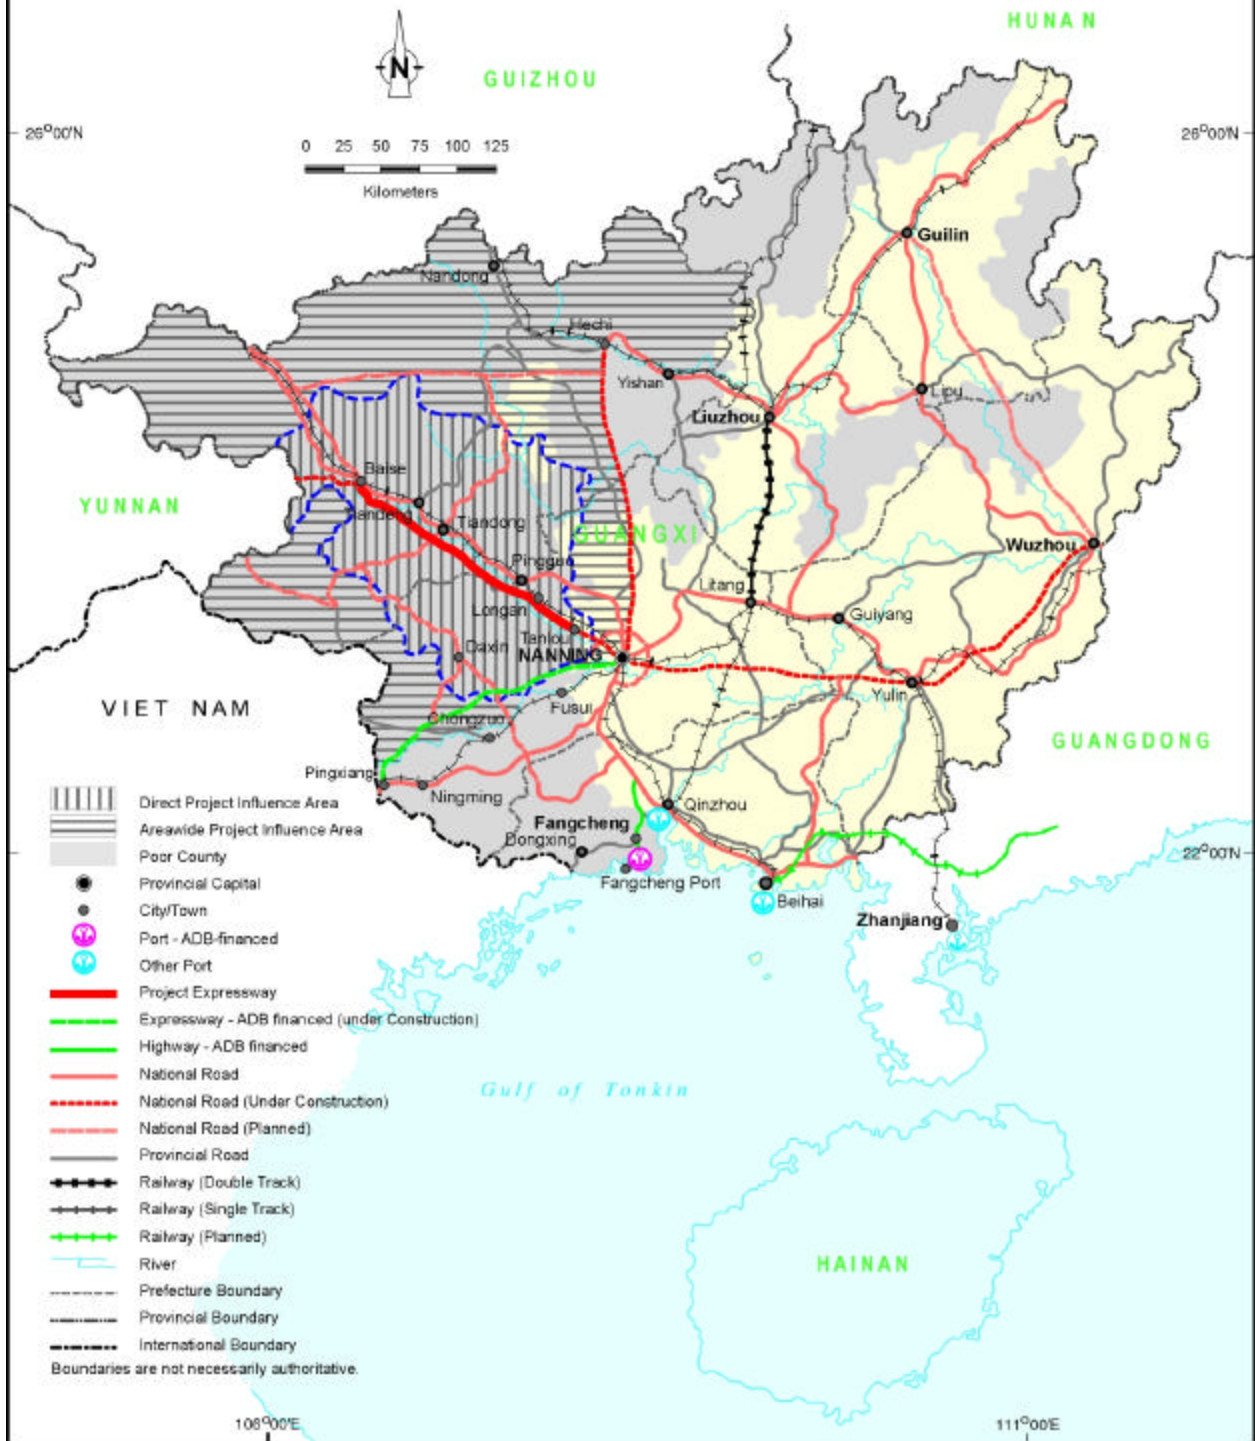 HUNAN
GUIZHOU
N
26°00'N
26°00'N
0 25 50 75 100 125
Kilometers
Guilin
Nandong
Hechi
Yishan
Lipu
Liuzhou
YUNNAN
Baise
Tiandong
GUANGXI
Wuzhou
Pingguo
Litang
Longan
Guiyang
Tanlou
Daxin
NANNING
Yulin
VIET NAM
Fusui
Chongzuo
GUANGDONG
Pingxiang
Ningming
Qinzhou
Fangcheng
Dongxing
22°00'N
Fangcheng Port
Beihai
Zhanjiang
Direct Project Influence Area
Areawide Project Influence Area
Poor County
Provincial Capital
City/Town
Port - ADB-financed
Other Port
Project Expressway
Expressway - ADB financed (under Construction)
Highway - ADB financed
National Road
National Road (Under Construction)
National Road (Planned)
Provincial Road
Railway (Double Track)
Railway (Single Track)
Railway (Planned)
River
Prefecture Boundary
Provincial Boundary
International Boundary
Boundaries are not necessarily authoritative.
Gulf of Tonkin
HAINAN
106°00'E
111°00'E